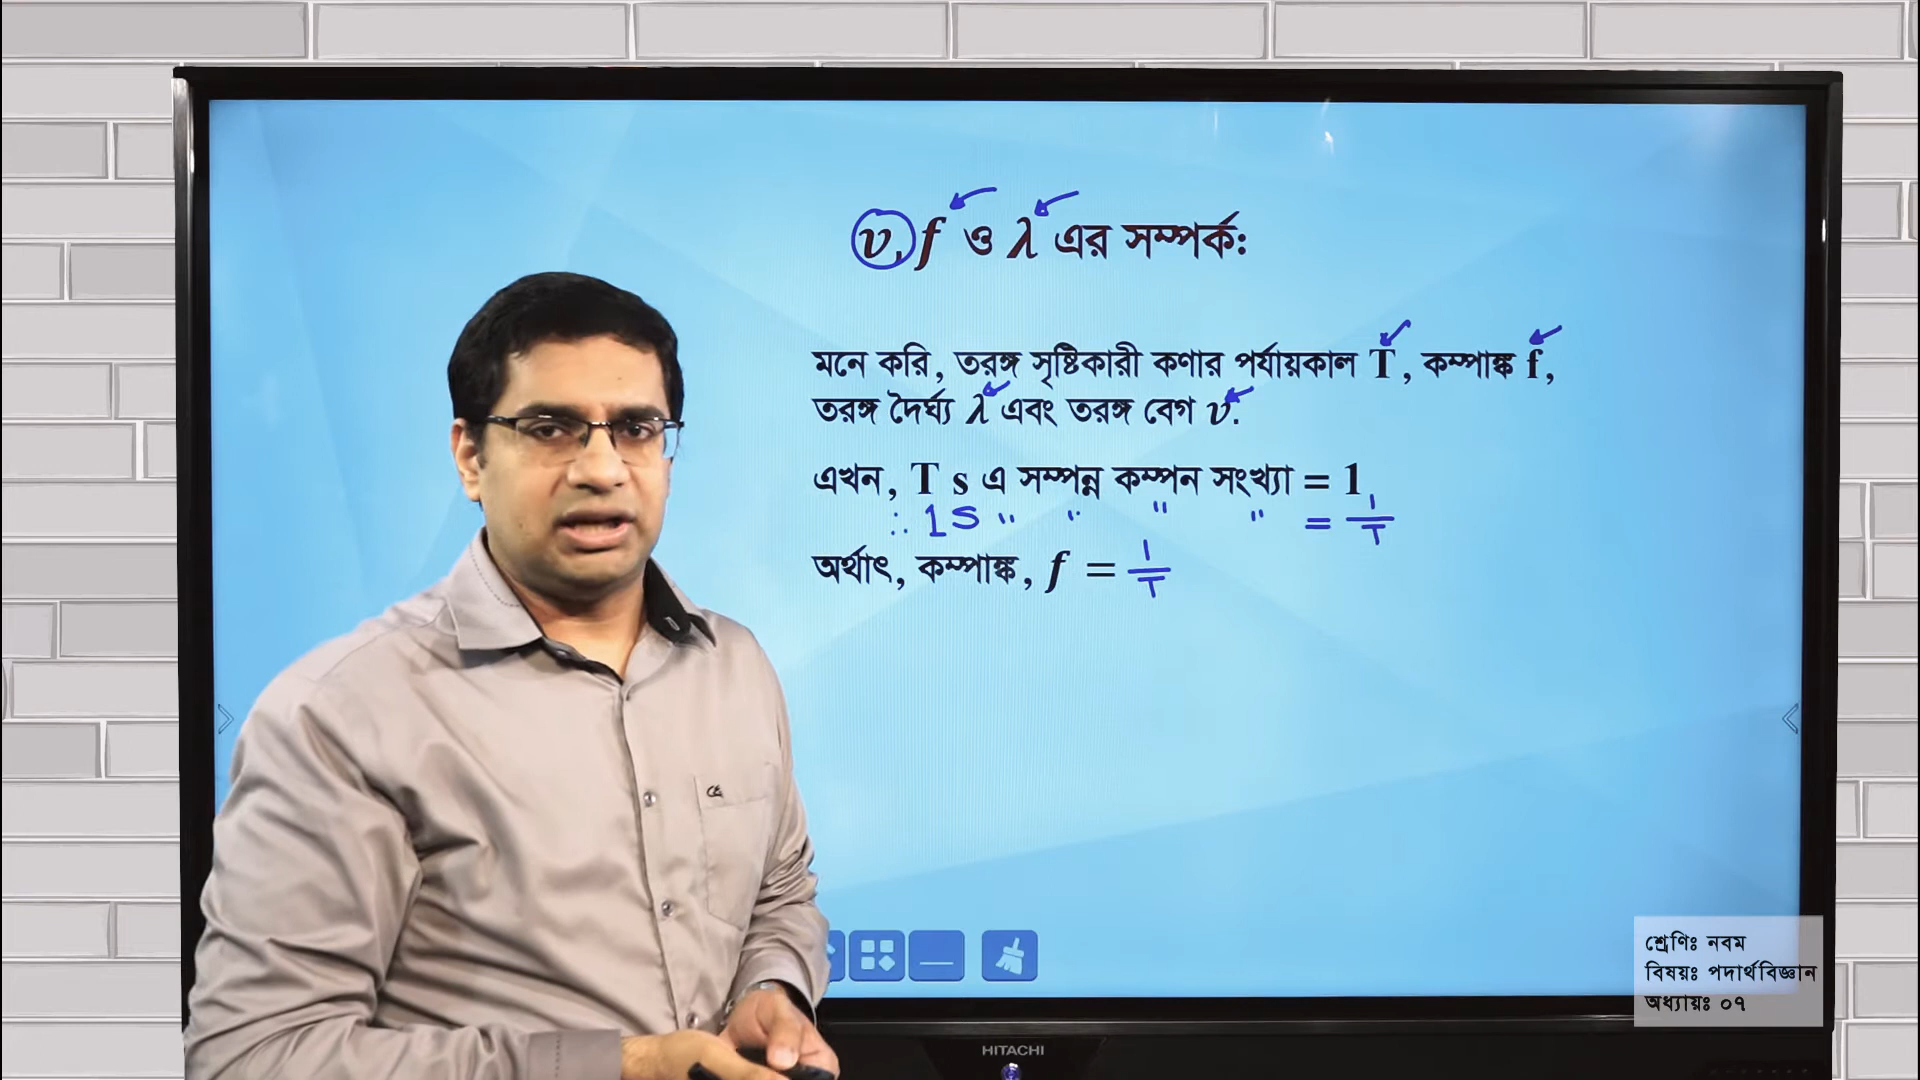 v, f ও λ এর সম্পর্ক:
মনে করি, তরঙ্গ সৃষ্টিকারী কণার পর্যায়কাল T, কম্পাঙ্ক f,
তরঙ্গ দৈর্ঘ্য λ এবং তরঙ্গ বেগ v.
এখন, T s এ সম্পন্ন কম্পন সংখ্যা = 1
∴ 1S " " " " = 1/T
অর্থাৎ, কম্পাঙ্ক, f = 1/T
শ্রেণিঃ নবম
বিষয়ঃ পদার্থবিজ্ঞান
অধ্যায়ঃ ০৭
HITACHI